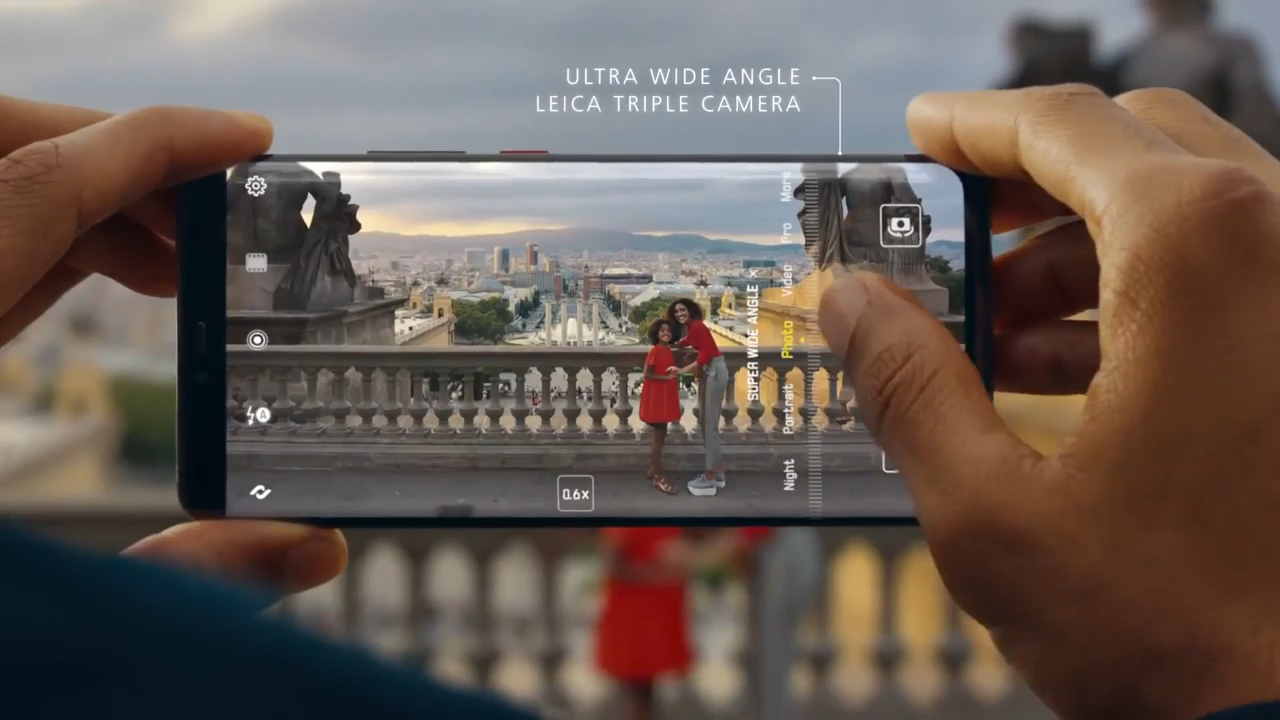 ULTRA WIDE ANGLE
LEICA TRIPLE CAMERA
More
Pro
Video
Photo
Portrait
Night
SUPER WIDE ANGLE ×
A
0.6x